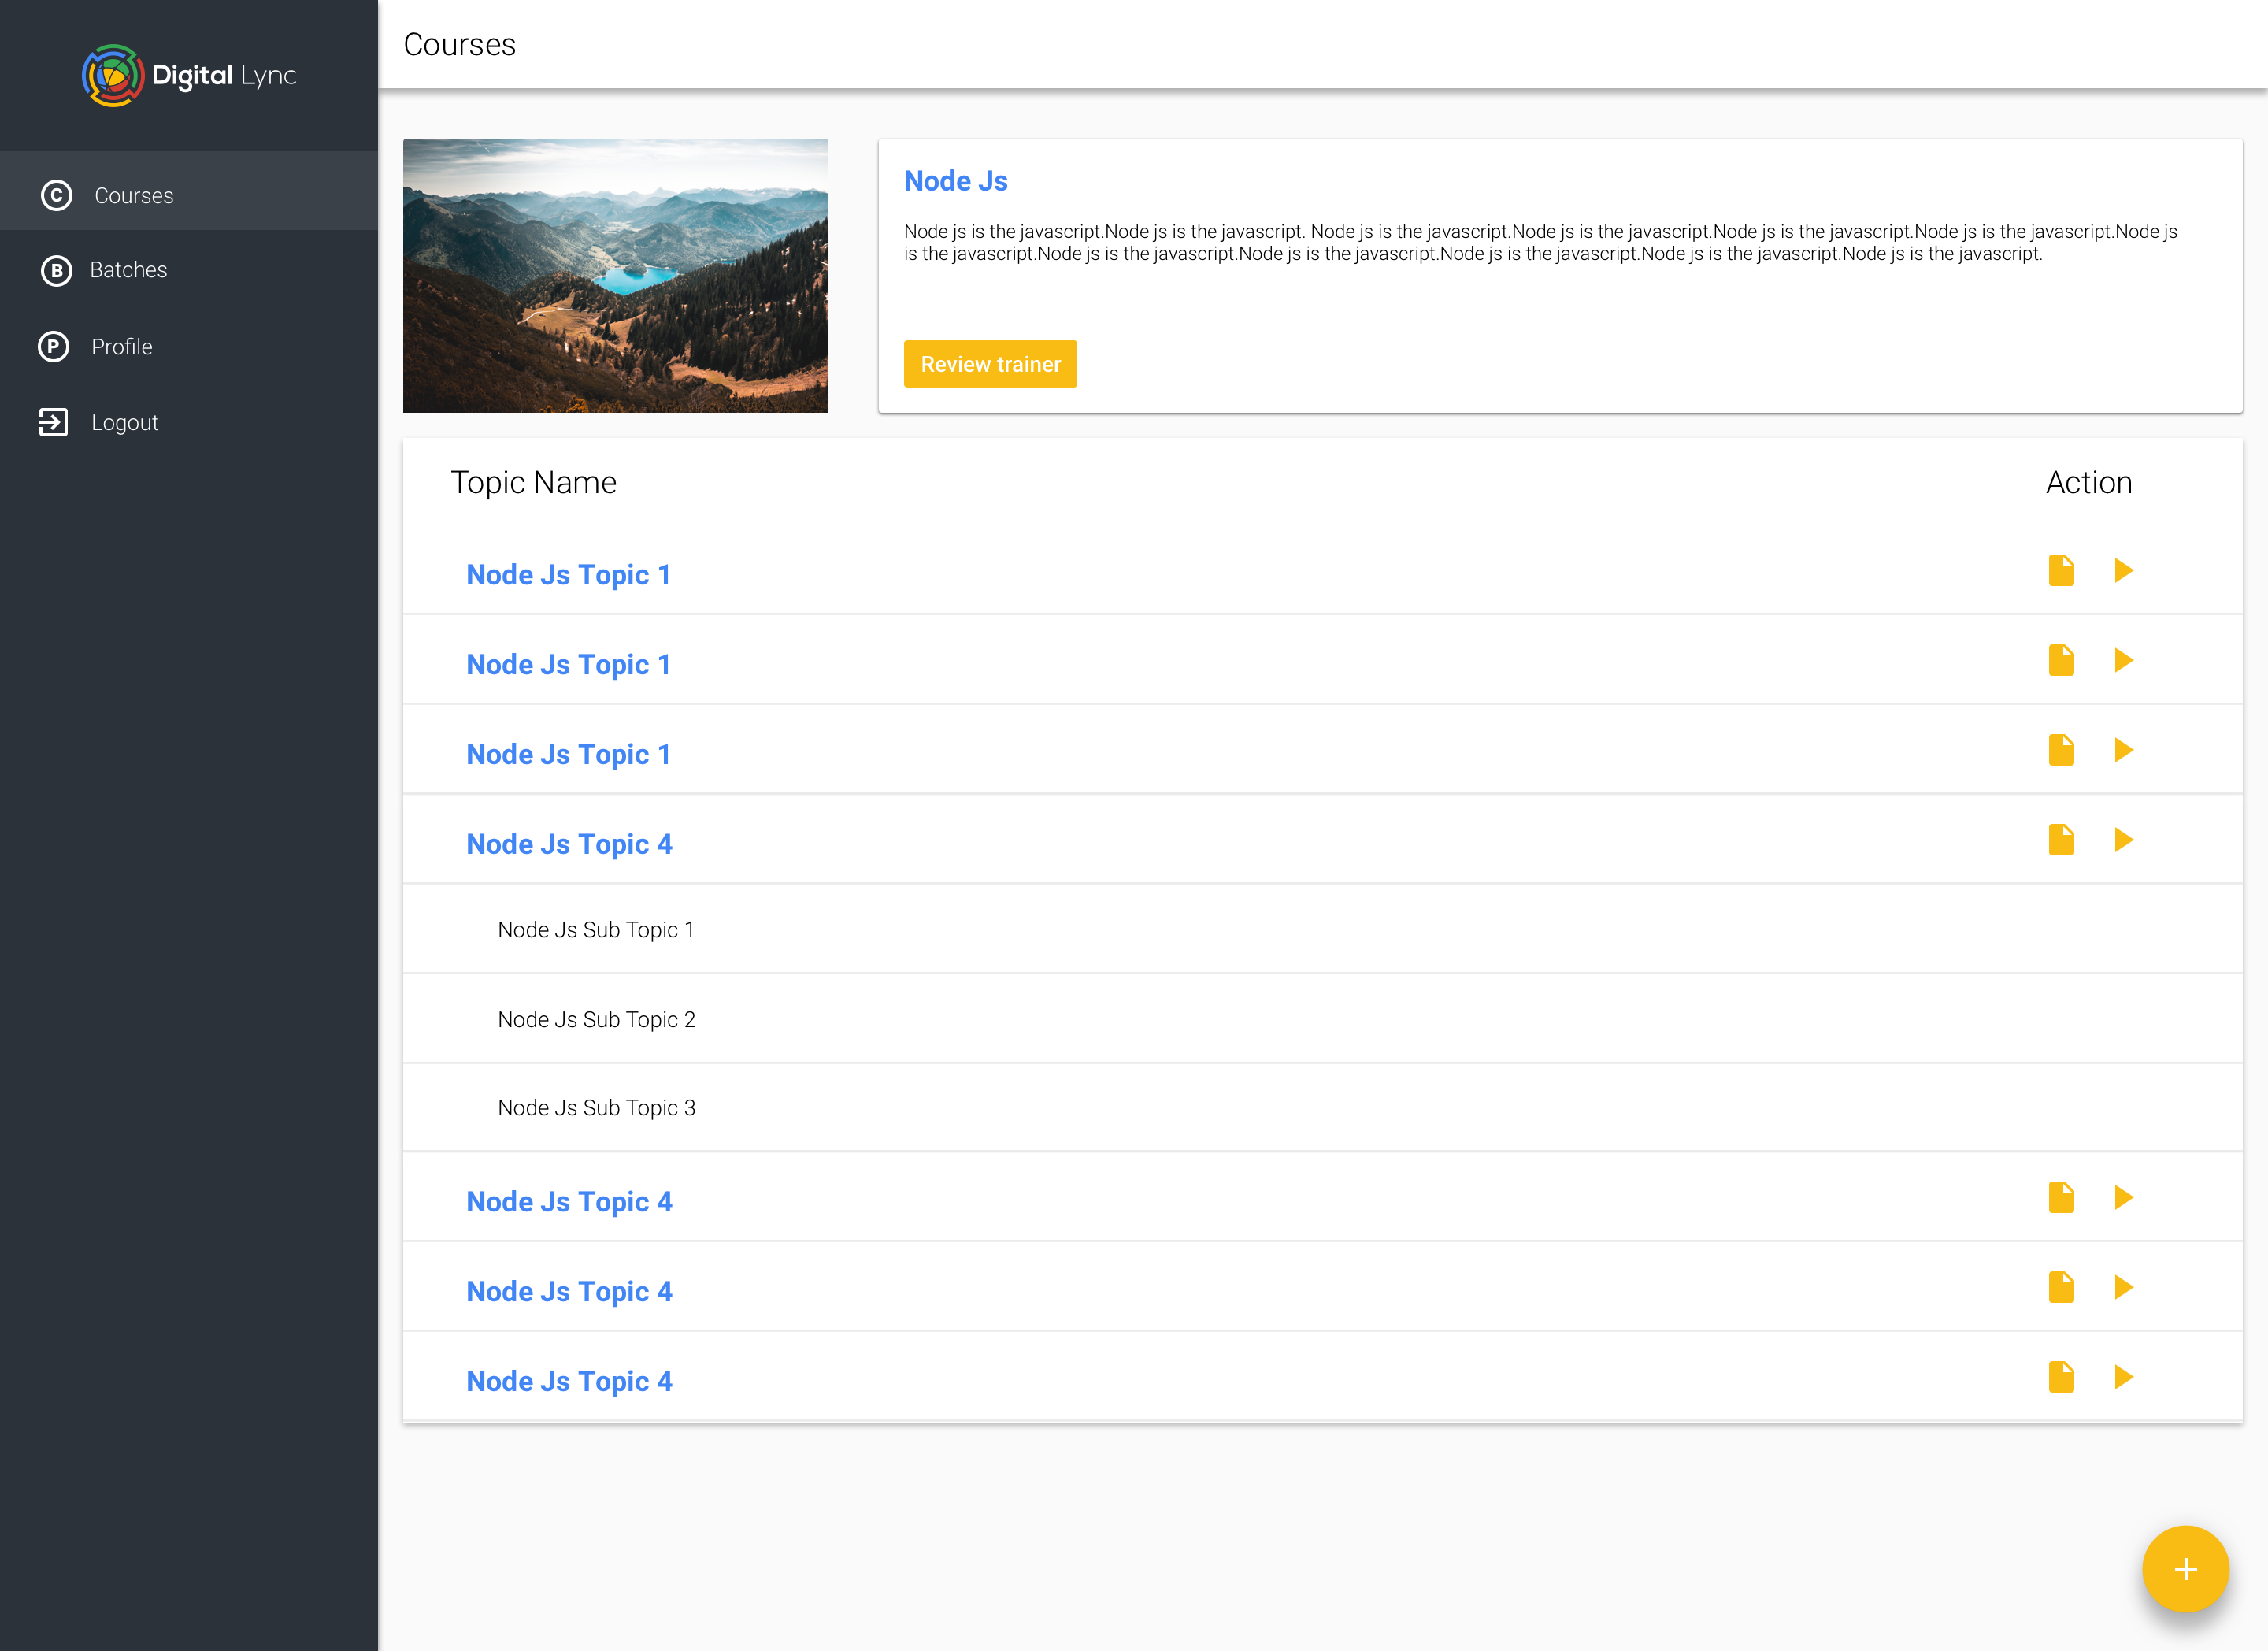 Digital Lync
Courses
C Courses
B Batches
P Profile
Logout
Node Js
Node js is the javascript.Node js is the javascript. Node js is the javascript.Node js is the javascript.Node js is the javascript.Node js is the javascript.Node js
is the javascript.Node js is the javascript.Node js is the javascript.Node js is the javascript.Node js is the javascript.Node js is the javascript.
Review trainer
Topic Name Action
Node Js Topic 1
Node Js Topic 1
Node Js Topic 1
Node Js Topic 4
Node Js Sub Topic 1
Node Js Sub Topic 2
Node Js Sub Topic 3
Node Js Topic 4
Node Js Topic 4
Node Js Topic 4
+